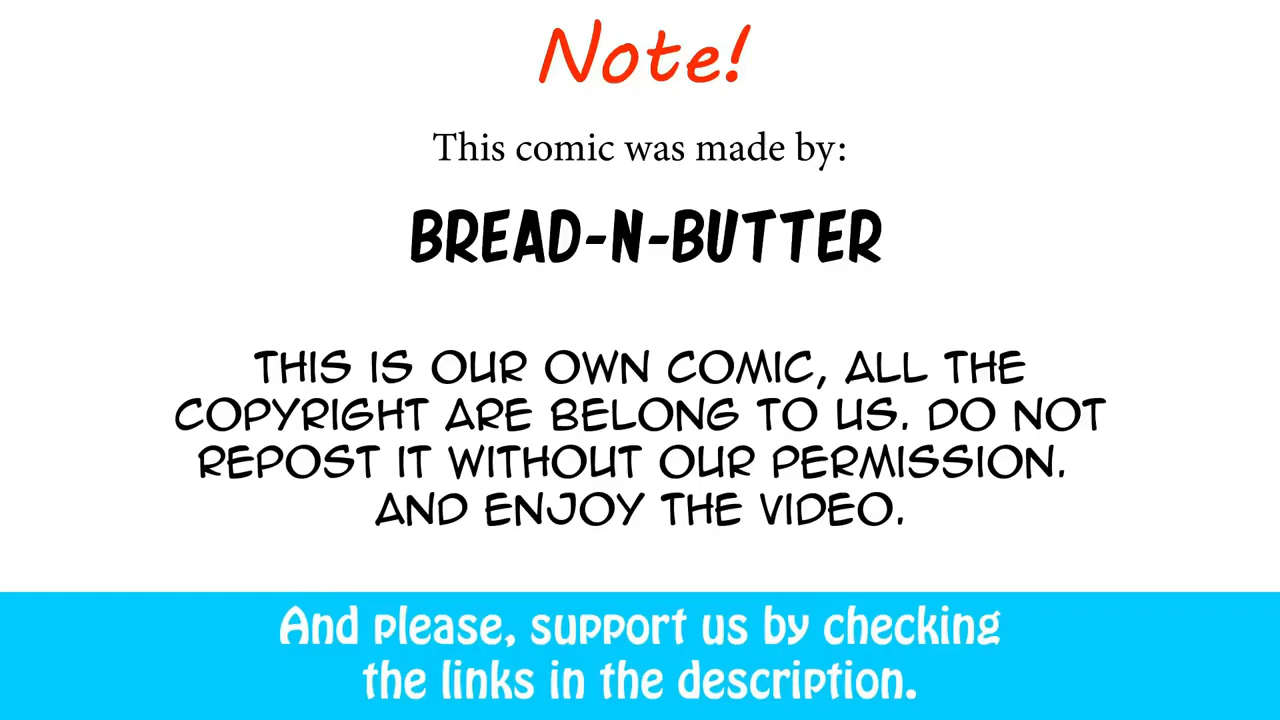 Note!
This comic was made by:
BREAD-N-BUTTER
THIS IS OUR OWN COMIC, ALL THE
COPYRIGHT ARE BELONG TO US. DO NOT
REPOST IT WITHOUT OUR PERMISSION.
AND ENJOY THE VIDEO.
And please, support us by checking
the links in the description.